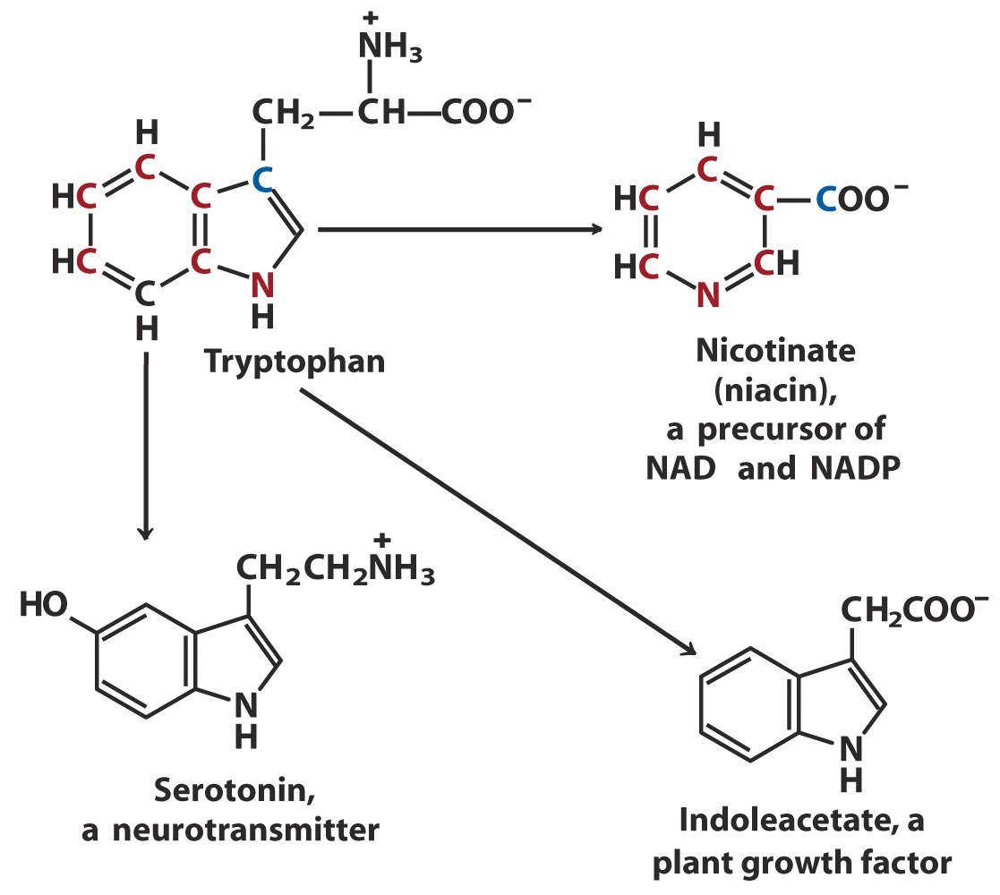 +
NH₃
CH₂—CH—COO⁻
H
C
HC
C
C
HC
C
C
H
N
H
Tryptophan
H
C
HC
C—COO⁻
HC
CH
N
Nicotinate
(niacin),
a precursor of
NAD and NADP
+
CH₂CH₂NH₃
HO
N
H
Serotonin,
a neurotransmitter
CH₂COO⁻
N
H
Indoleacetate, a
plant growth factor